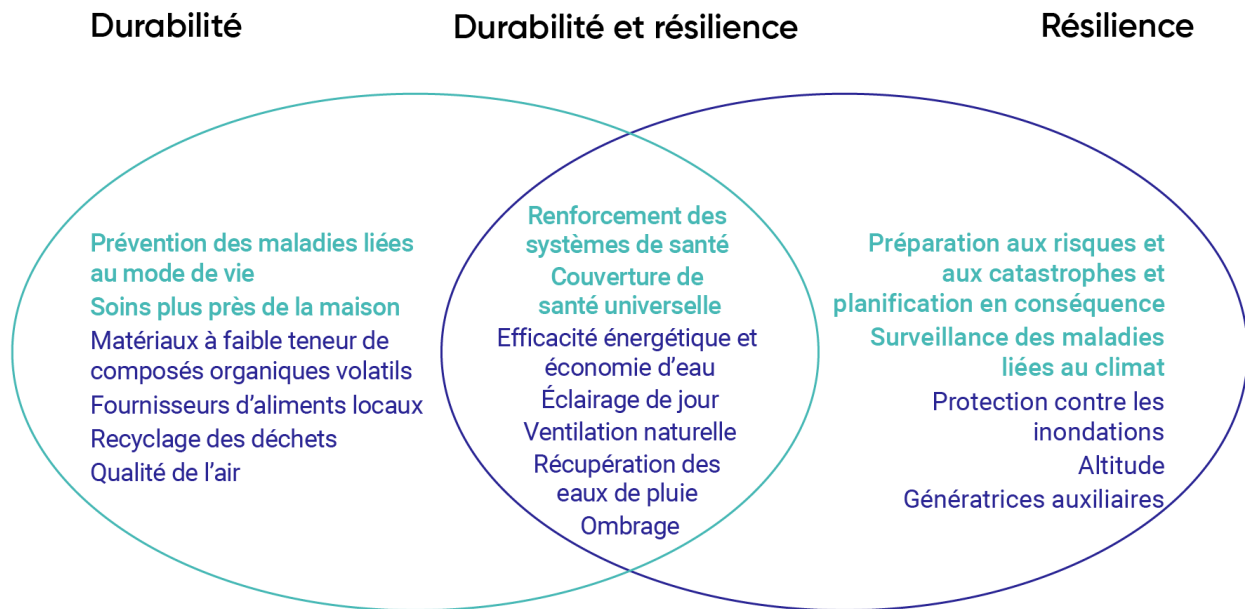 Durabilité
Durabilité et résilience
Résilience
Prévention des maladies liées
au mode de vie
Soins plus près de la maison
Matériaux à faible teneur de
composés organiques volatils
Fournisseurs d’aliments locaux
Recyclage des déchets
Qualité de l’air
Renforcement des
systèmes de santé
Couverture de
santé universelle
Efficacité énergétique et
économie d’eau
Éclairage de jour
Ventilation naturelle
Récupération des
eaux de pluie
Ombrage
Préparation aux risques et
aux catastrophes et
planification en conséquence
Surveillance des maladies
liées au climat
Protection contre les
inondations
Altitude
Génératrices auxiliaires